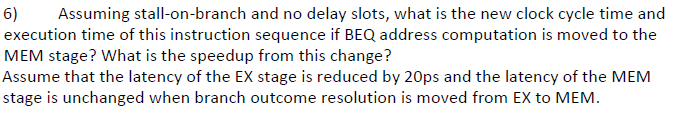 6) Assuming stall-on-branch and no delay slots, what is the new clock cycle time and
execution time of this instruction sequence if BEQ address computation is moved to the
MEM stage? What is the speedup from this change?
Assume that the latency of the EX stage is reduced by 20ps and the latency of the MEM
stage is unchanged when branch outcome resolution is moved from EX to MEM.